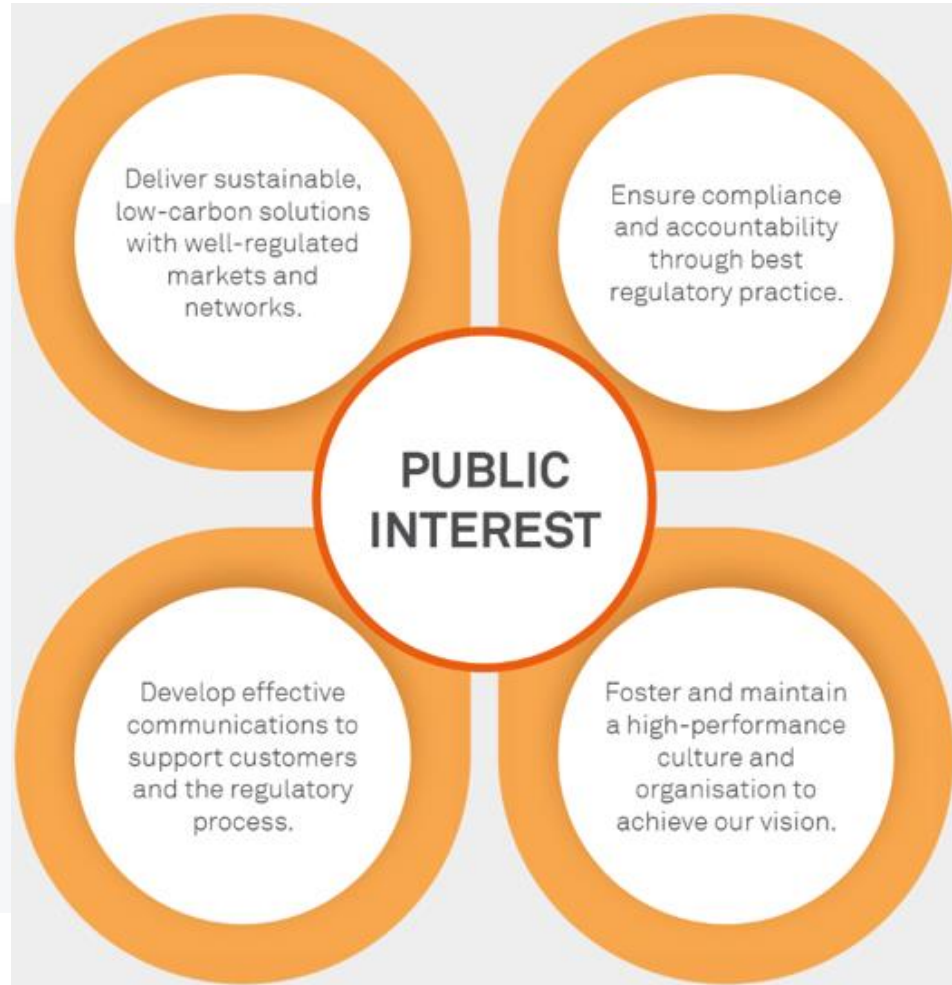 Deliver sustainable,
low-carbon solutions
with well-regulated
markets and
networks.
Ensure compliance
and accountability
through best
regulatory practice.
PUBLIC
INTEREST
Develop effective
communications to
support customers
and the regulatory
process.
Foster and maintain
a high-performance
culture and
organisation to
achieve our vision.